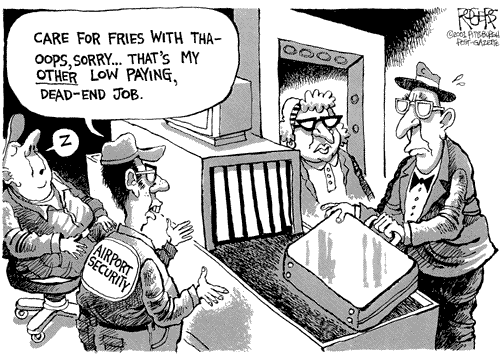 CARE FOR FRIES WITH THA-
OOPS, SORRY... THAT'S MY
OTHER LOW PAYING,
DEAD-END JOB.
ROGERS
©2001 PITTSBURGH
POST-GAZETTE
Z
AIRPORT
SECURITY